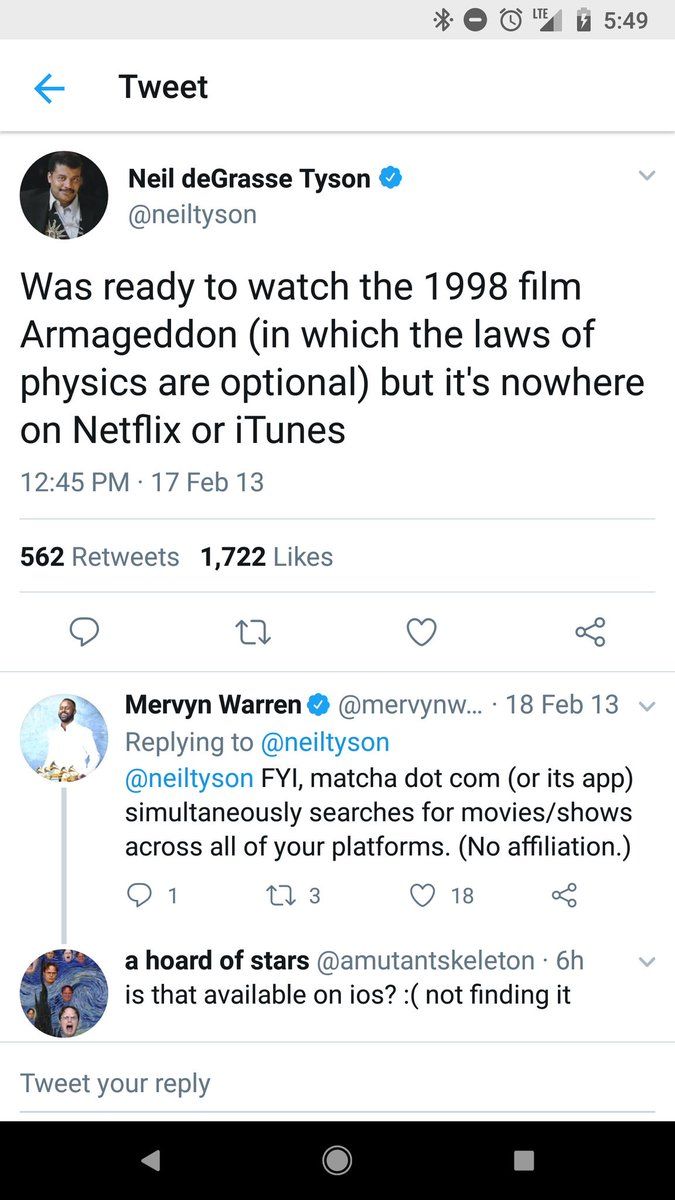 LTE 5:49
Tweet
Neil deGrasse Tyson
@neiltyson
Was ready to watch the 1998 film
Armageddon (in which the laws of
physics are optional) but it's nowhere
on Netflix or iTunes
12:45 PM · 17 Feb 13
562 Retweets 1,722 Likes
Mervyn Warren @mervynw... · 18 Feb 13
Replying to @neiltyson
@neiltyson FYI, matcha dot com (or its app)
simultaneously searches for movies/shows
across all of your platforms. (No affiliation.)
1 3 18
a hoard of stars @amutantskeleton · 6h
is that available on ios? :( not finding it
Tweet your reply